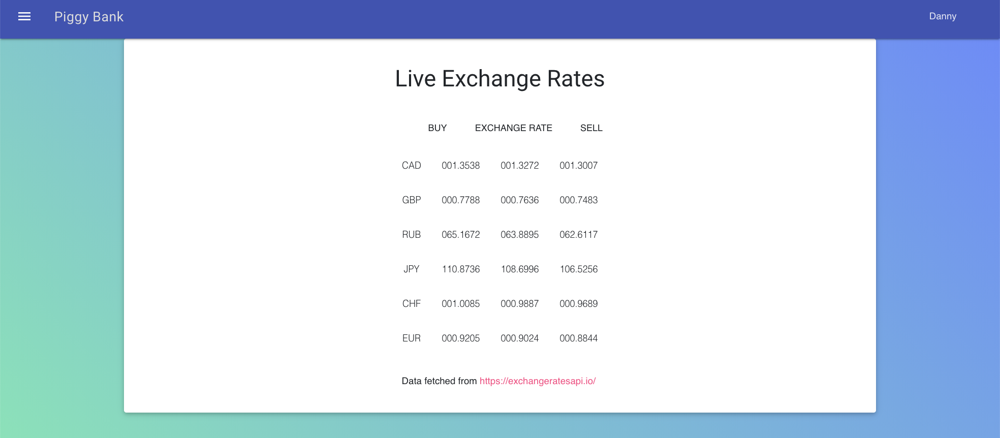 Piggy Bank Danny
Live Exchange Rates
BUY EXCHANGE RATE SELL
CAD 001.3538 001.3272 001.3007
GBP 000.7788 000.7636 000.7483
RUB 065.1672 063.8895 062.6117
JPY 110.8736 108.6996 106.5256
CHF 001.0085 000.9887 000.9689
EUR 000.9205 000.9024 000.8844
Data fetched from https://exchangeratesapi.io/